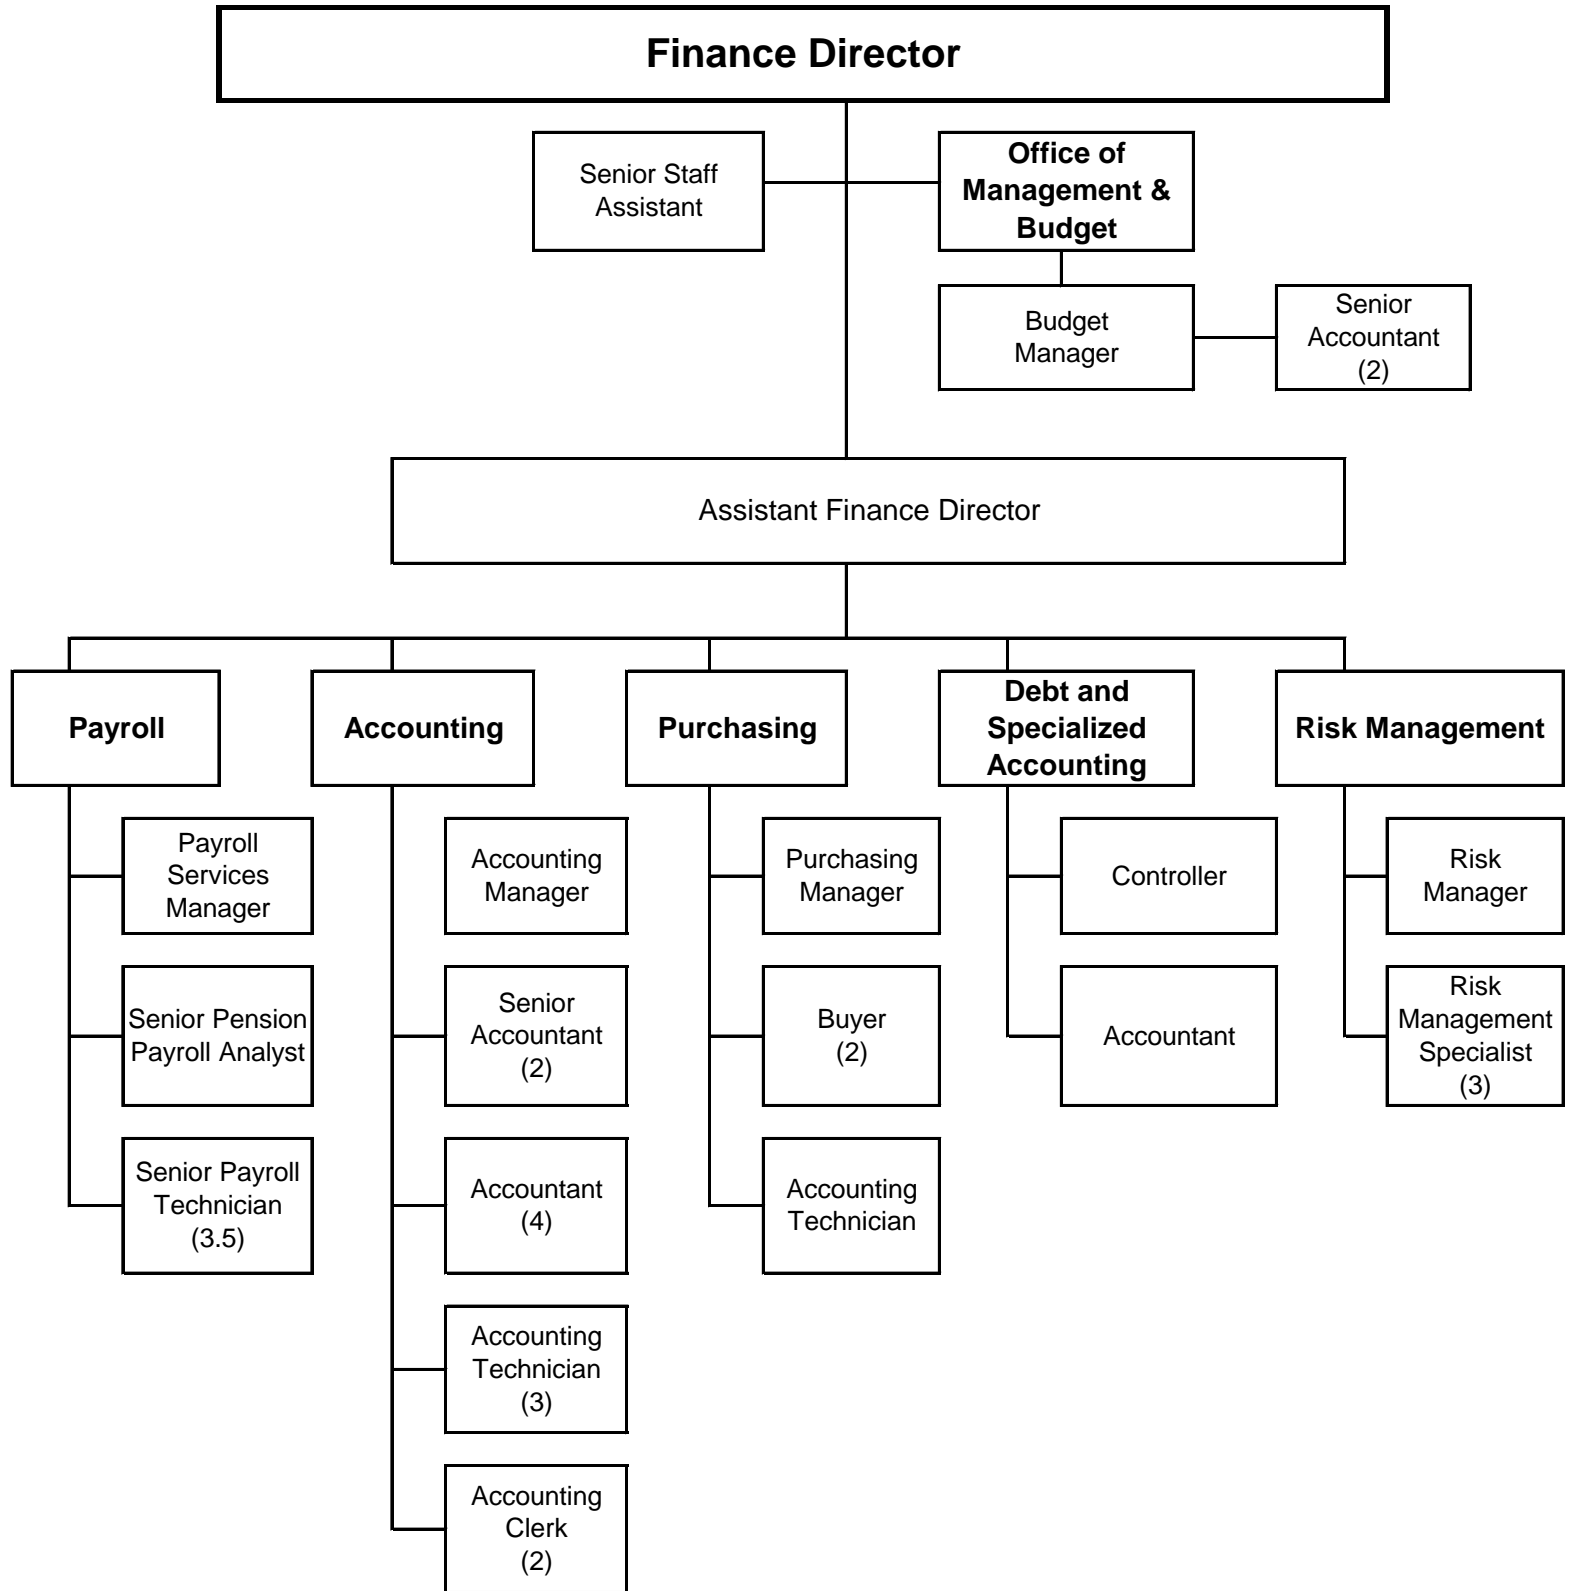 Finance Director
Senior Staff
Assistant
Office of
Management &
Budget
Budget
Manager
Senior
Accountant
(2)
Assistant Finance Director
Payroll
Accounting
Purchasing
Debt and
Specialized
Accounting
Risk Management
Payroll
Services
Manager
Accounting
Manager
Purchasing
Manager
Controller
Risk
Manager
Senior Pension
Payroll Analyst
Senior
Accountant
(2)
Buyer
(2)
Accountant
Risk
Management
Specialist
(3)
Senior Payroll
Technician
(3.5)
Accountant
(4)
Accounting
Technician
Accounting
Technician
(3)
Accounting
Clerk
(2)